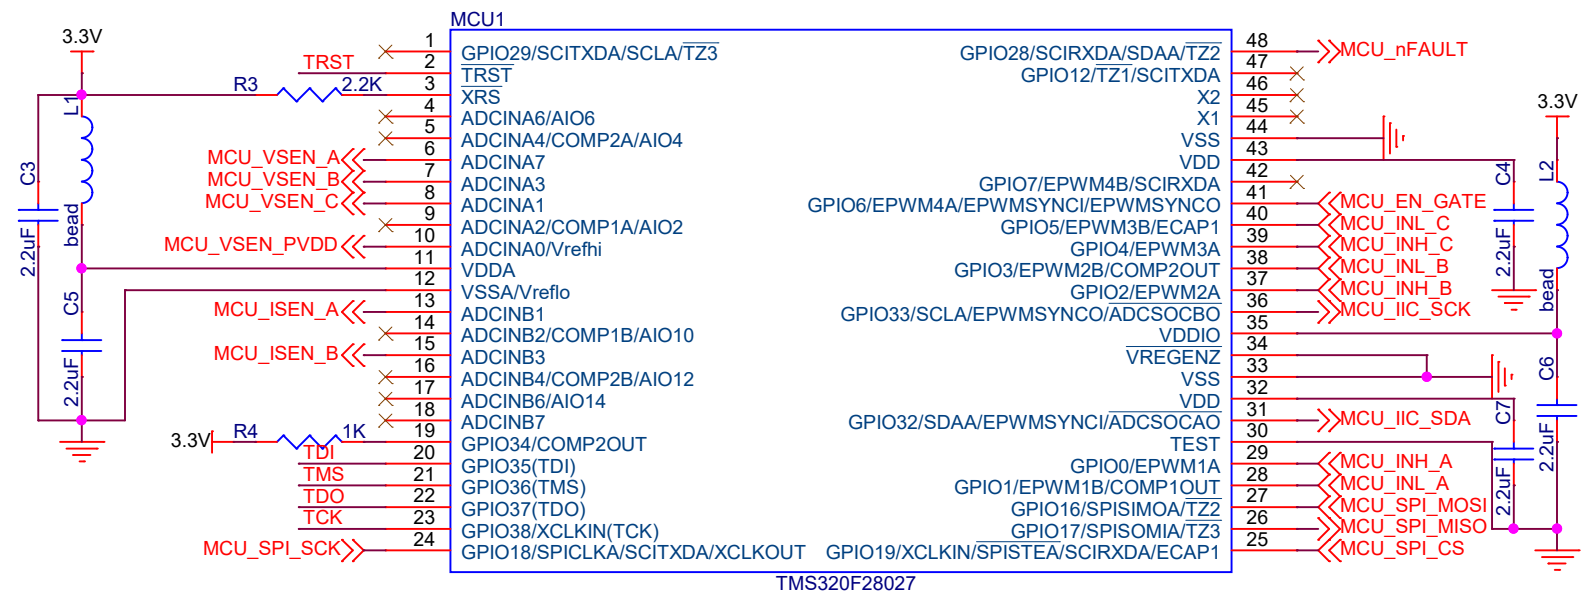 MCU1
3.3V
1 GPIO29/SCITXDA/SCLA/TZ3
TRST 2 TRST
R3 2.2K 3 XRS
4 ADCINA6/AIO6
5 ADCINA4/COMP2A/AIO4
MCU_VSEN_A 6 ADCINA7
MCU_VSEN_B 7 ADCINA3
MCU_VSEN_C 8 ADCINA1
9 ADCINA2/COMP1A/AIO2
MCU_VSEN_PVDD 10 ADCINA0/Vrefhi
11 VDDA
12 VSSA/Vreflo
MCU_ISEN_A 13 ADCINB1
14 ADCINB2/COMP1B/AIO10
MCU_ISEN_B 15 ADCINB3
16 ADCINB4/COMP2B/AIO12
17 ADCINB6/AIO14
18 ADCINB7
3.3V R4 1K 19 GPIO34/COMP2OUT
TDI 20 GPIO35(TDI)
TMS 21 GPIO36(TMS)
TDO 22 GPIO37(TDO)
TCK 23 GPIO38/XCLKIN(TCK)
MCU_SPI_SCK 24 GPIO18/SPICLKA/SCITXDA/XCLKOUT
L1
bead
C3
2.2uF
C5
2.2uF
GPIO28/SCIRXDA/SDAA/TZ2 48 MCU_nFAULT
GPIO12/TZ1/SCITXDA 47
X2 46
X1 45
VSS 44
VDD 43
GPIO7/EPWM4B/SCIRXDA 42
GPIO6/EPWM4A/EPWMSYNCI/EPWMSYNCO 41 MCU_EN_GATE
GPIO5/EPWM3B/ECAP1 40 MCU_INL_C
GPIO4/EPWM3A 39 MCU_INH_C
GPIO3/EPWM2B/COMP2OUT 38 MCU_INL_B
GPIO2/EPWM2A 37 MCU_INH_B
GPIO33/SCLA/EPWMSYNCO/ADCSOCBO 36 MCU_IIC_SCK
VDDIO 35
VREGENZ 34
VSS 33
VDD 32
GPIO32/SDAA/EPWMSYNCI/ADCSOCAO 31 MCU_IIC_SDA
TEST 30
GPIO0/EPWM1A 29 MCU_INH_A
GPIO1/EPWM1B/COMP1OUT 28 MCU_INL_A
GPIO16/SPISIMOA/TZ2 27 MCU_SPI_MOSI
GPIO17/SPISOMIA/TZ3 26 MCU_SPI_MISO
GPIO19/XCLKIN/SPISTEA/SCIRXDA/ECAP1 25 MCU_SPI_CS
3.3V
C4
2.2uF
L2
bead
C6
2.2uF
C7
2.2uF
TMS320F28027